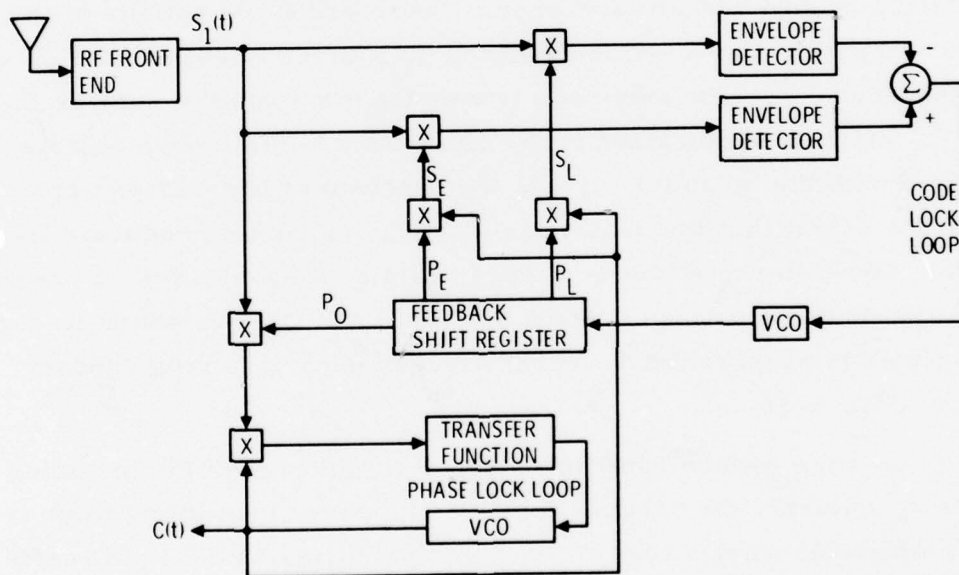 S1(t)
RF FRONT
END
X
ENVELOPE
DETECTOR
-
Σ
+
X
ENVELOPE
DETECTOR
SE
SL
X
X
CODE
LOCK
LOOP
PE
PL
PO
X
FEEDBACK
SHIFT REGISTER
VCO
X
TRANSFER
FUNCTION
PHASE LOCK LOOP
C(t)
VCO